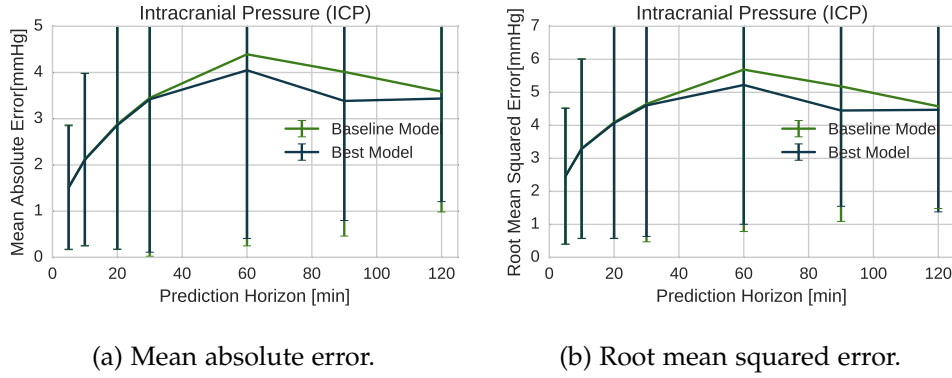 Intracranial Pressure (ICP)
Mean Absolute Error[mmHg]
5
4
3
2
1
0
Baseline Mode
Best Model
0 20 40 60 80 100 120
Prediction Horizon [min]
(a) Mean absolute error.
Intracranial Pressure (ICP)
Root Mean Squared Error[mmHg]
7
6
5
4
3
2
1
0
Baseline Model
Best Model
0 20 40 60 80 100 120
Prediction Horizon [min]
(b) Root mean squared error.